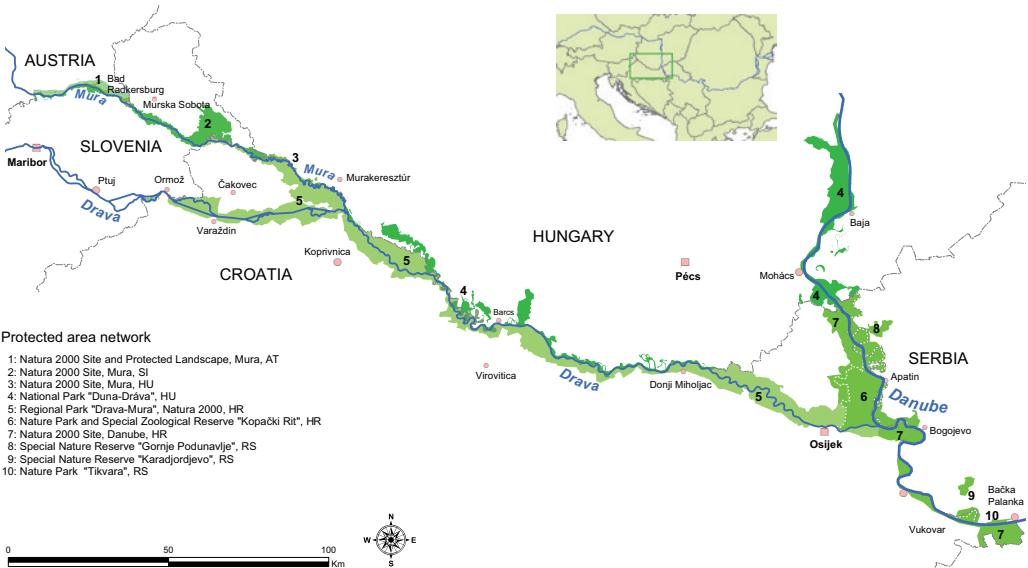 AUSTRIA
1 Bad
Radkersburg
Mura
Murska Sobota
2
SLOVENIA
Maribor
3
Mura
Murakeresztúr
Ptuj
Ormož
Čakovec
5
Drava
Varaždin
4
Baja
HUNGARY
Koprivnica
CROATIA
5
Pécs
Mohács
4
4
Barcs
7
8
SERBIA
Virovitica
Drava
Donji Miholjac
Apatin
5
6
Danube
Osijek
7
Bogojevo
9
Bačka
Palanka
10
Vukovar
7
Protected area network
1: Natura 2000 Site and Protected Landscape, Mura, AT
2: Natura 2000 Site, Mura, SI
3: Natura 2000 Site, Mura, HU
4: National Park "Duna-Dráva", HU
5: Regional Park "Drava-Mura", Natura 2000, HR
6: Nature Park and Special Zoological Reserve "Kopački Rit", HR
7: Natura 2000 Site, Danube, HR
8: Special Nature Reserve "Gornje Podunavlje", RS
9: Special Nature Reserve "Karadjordjevo", RS
10: Nature Park "Tikvara", RS
N
W E
S
0 50 100
Km